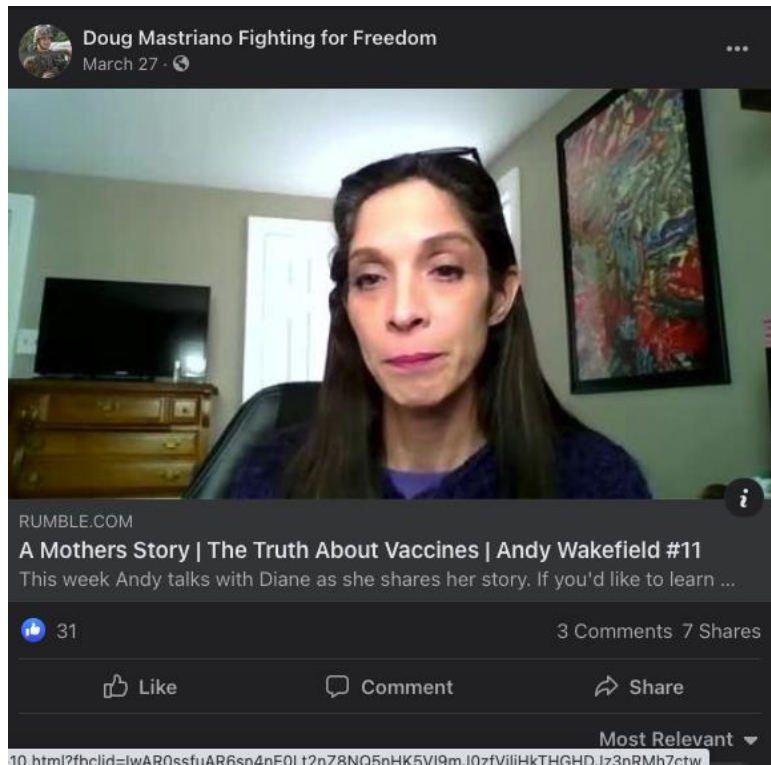 Doug Mastriano Fighting for Freedom
March 27 ·
RUMBLE.COM
A Mothers Story | The Truth About Vaccines | Andy Wakefield #11
This week Andy talks with Diane as she shares her story. If you'd like to learn ...
31
3 Comments 7 Shares
Like
Comment
Share
Most Relevant